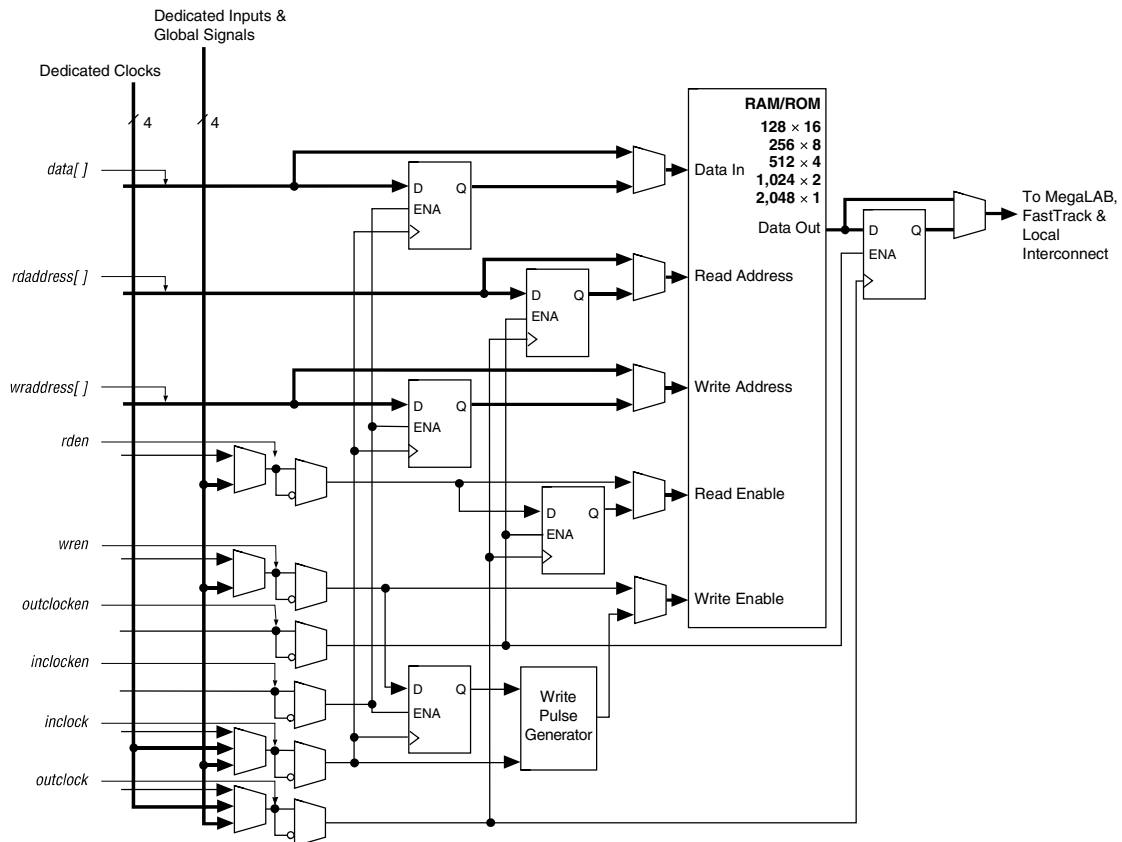 Dedicated Inputs &
Global Signals
Dedicated Clocks
4
4
data[ ]
D Q
ENA
rdaddress[ ]
D Q
ENA
wraddress[ ]
D Q
ENA
rden
D Q
ENA
wren
outclocken
inclocken
D Q
ENA
inclock
outclock
Write
Pulse
Generator
RAM/ROM
128 × 16
256 × 8
512 × 4
1,024 × 2
2,048 × 1
Data In
Data Out
Read Address
Write Address
Read Enable
Write Enable
D Q
ENA
To MegaLAB,
FastTrack &
Local
Interconnect